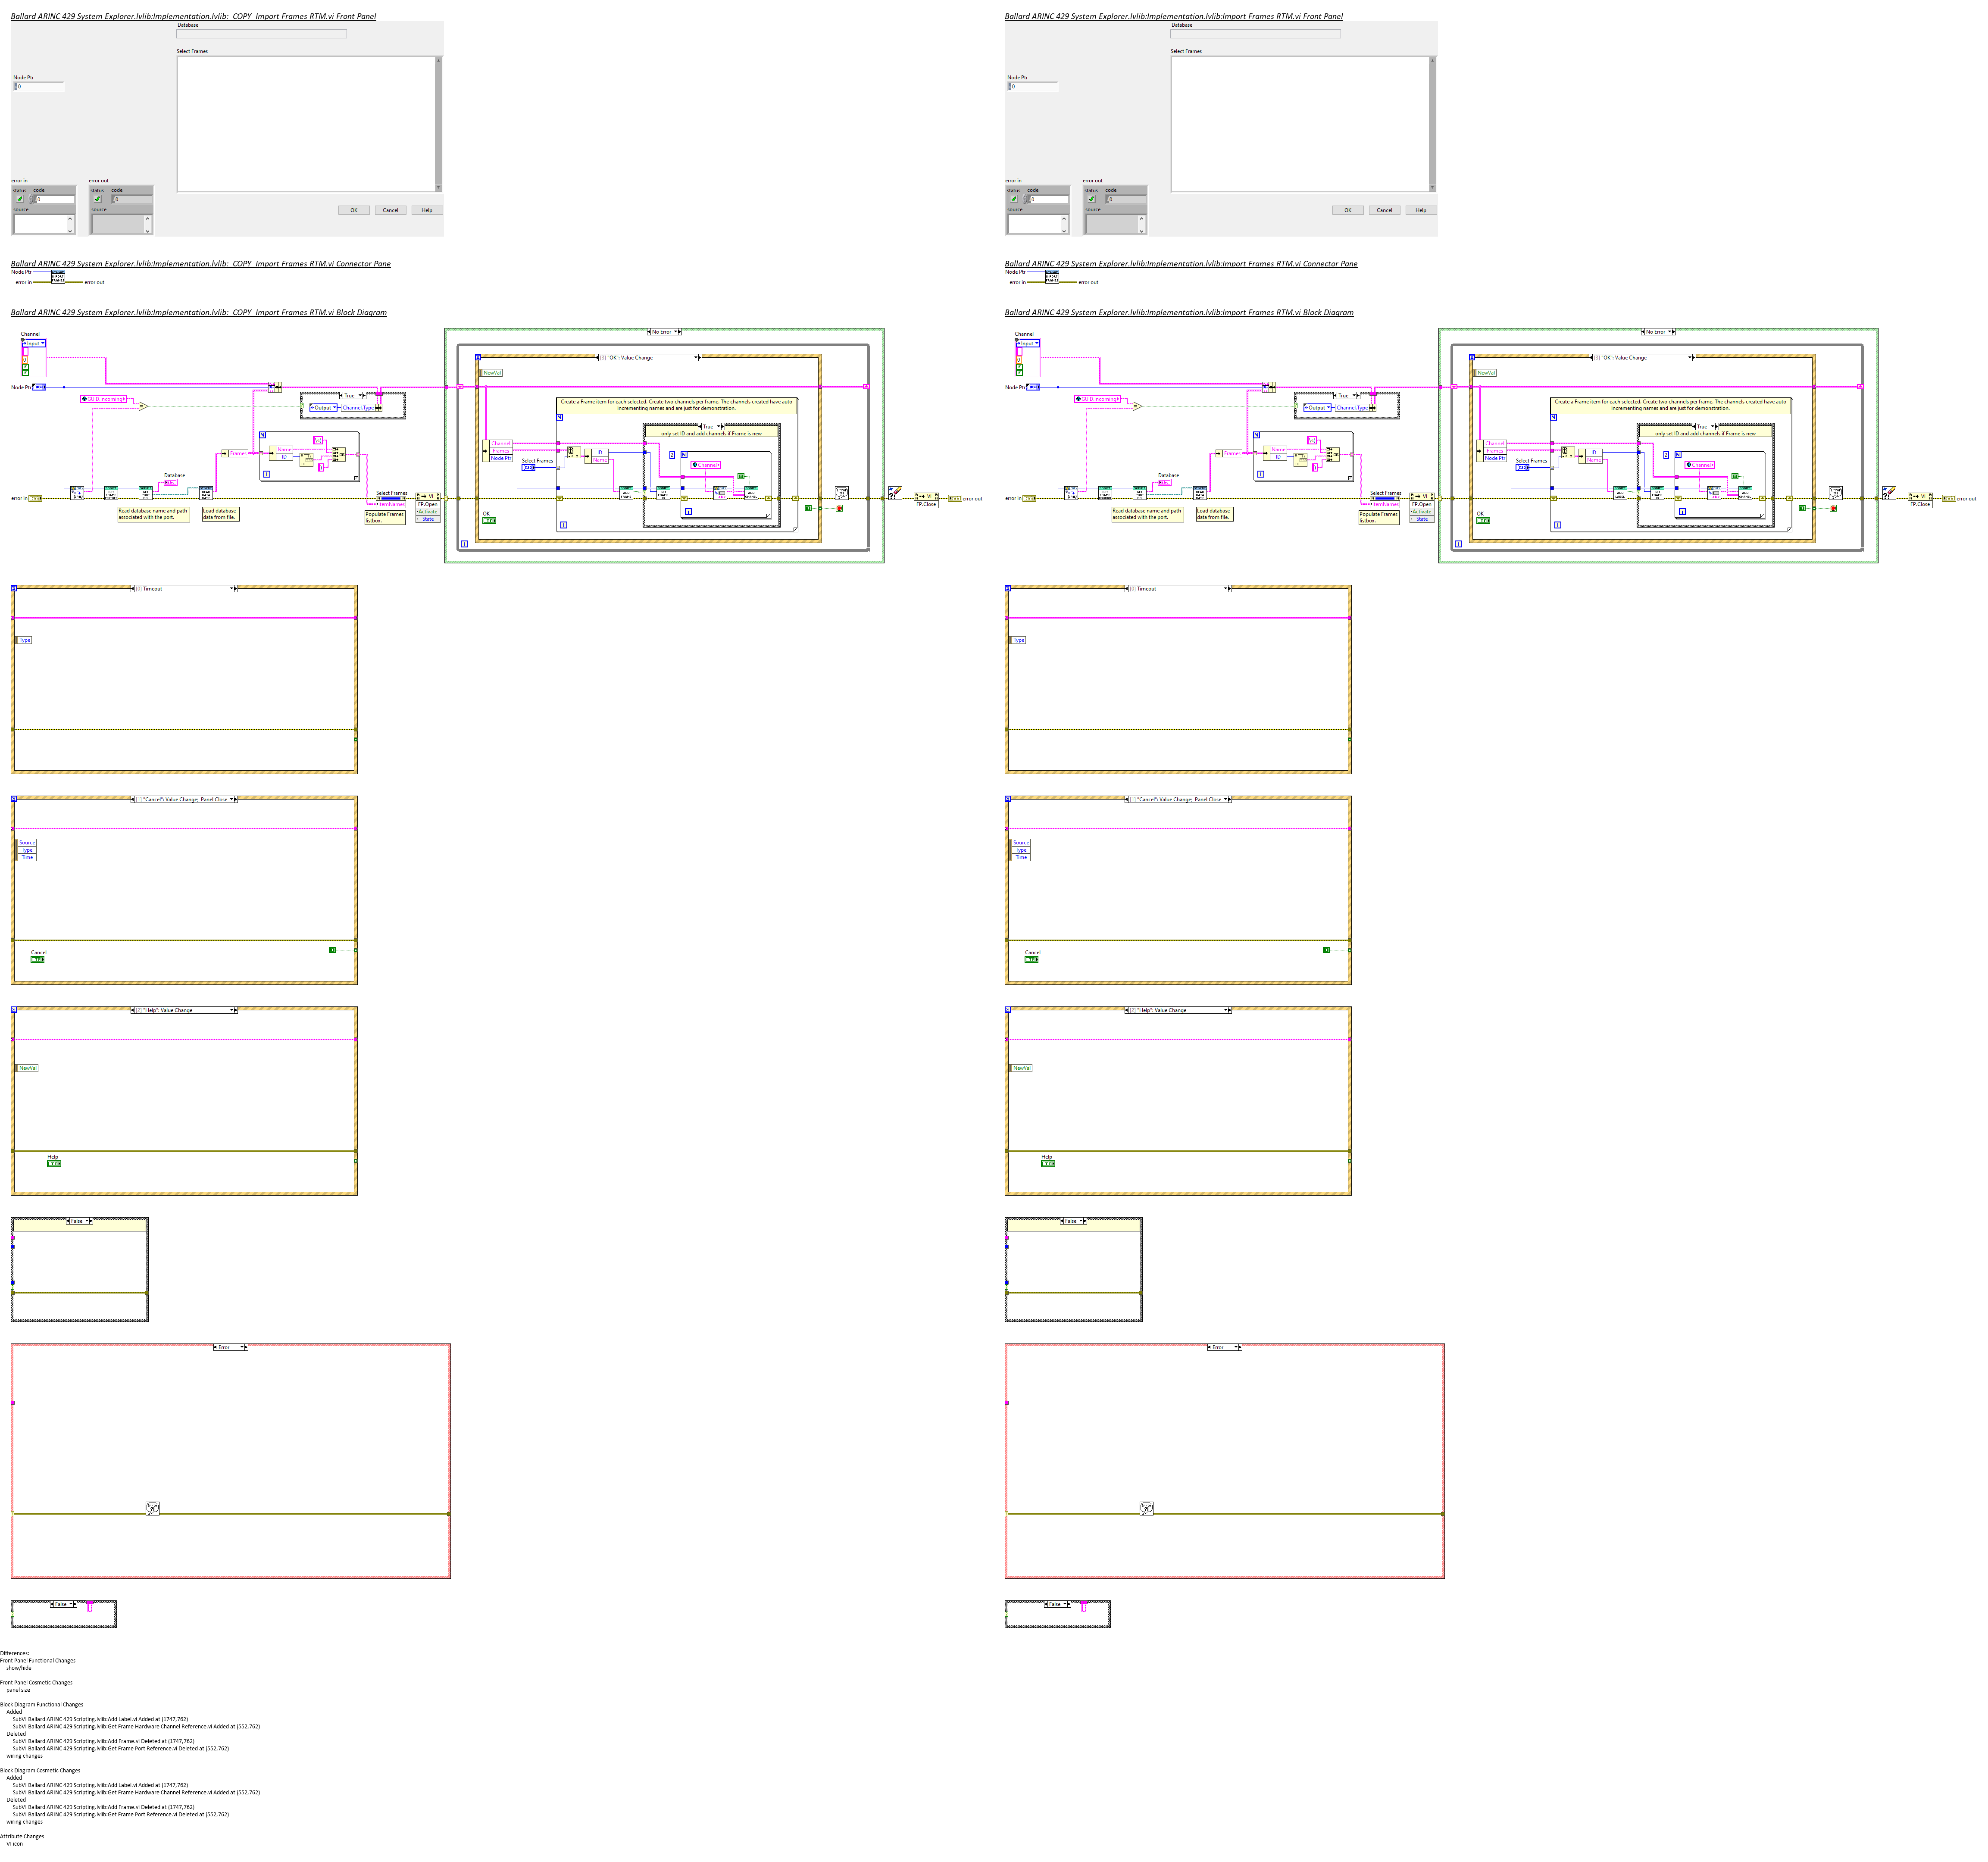 Ballard ARINC 429 System Explorer.lvlib:Implementation.lvlib:_COPY_Import Frames RTM.vi Front Panel
Database
Select Frames
Node Ptr
0
error in
error out
status code
status code
0
0
source
source
OK Cancel Help
Ballard ARINC 429 System Explorer.lvlib:Implementation.lvlib:_COPY_Import Frames RTM.vi Connector Pane
Node Ptr
error in
error out
Ballard ARINC 429 System Explorer.lvlib:Implementation.lvlib:_COPY_Import Frames RTM.vi Block Diagram
Channel
Input
Node Ptr
GUID.Incoming
True
Output
Channel.Type
Frames
Name
ID
Database
error in
Read database name and path
associated with the port.
Load database
data from file.
Select Frames
ItemNames
Populate Frames
listbox.
VI
FP.Open
Activate
State
No Error
[3] "OK": Value Change
NewVal
Create a Frame item for each selected. Create two channels per frame. The channels created have auto
incrementing names and are just for demonstration.
True
only set ID and add channels if Frame is new
Channel
Frames
Node Ptr
Select Frames
ID
Name
Channel
OK
VI
FP.Close
error out
[0] Timeout
Type
[1] "Cancel": Value Change; Panel Close
Source
Type
Time
Cancel
[2] "Help": Value Change
NewVal
Help
False
Error
False
Ballard ARINC 429 System Explorer.lvlib:Implementation.lvlib:Import Frames RTM.vi Front Panel
Database
Select Frames
Node Ptr
0
error in
error out
status code
status code
0
0
source
source
OK Cancel Help
Ballard ARINC 429 System Explorer.lvlib:Implementation.lvlib:Import Frames RTM.vi Connector Pane
Node Ptr
error in
error out
Ballard ARINC 429 System Explorer.lvlib:Implementation.lvlib:Import Frames RTM.vi Block Diagram
Channel
Input
Node Ptr
GUID.Incoming
True
Output
Channel.Type
Frames
Name
ID
Database
error in
Read database name and path
associated with the port.
Load database
data from file.
Select Frames
ItemNames
Populate Frames
listbox.
VI
FP.Open
Activate
State
No Error
[3] "OK": Value Change
NewVal
Create a Frame item for each selected. Create two channels per frame. The channels created have auto
incrementing names and are just for demonstration.
True
only set ID and add channels if Frame is new
Channel
Frames
Node Ptr
Select Frames
ID
Name
Channel
OK
VI
FP.Close
error out
[0] Timeout
Type
[1] "Cancel": Value Change; Panel Close
Source
Type
Time
Cancel
[2] "Help": Value Change
NewVal
Help
False
Error
False
Differences:
Front Panel Functional Changes
show/hide
Front Panel Cosmetic Changes
panel size
Block Diagram Functional Changes
Added
SubVI Ballard ARINC 429 Scripting.lvlib:Add Label.vi Added at (1747,762)
SubVI Ballard ARINC 429 Scripting.lvlib:Get Frame Hardware Channel Reference.vi Added at (552,762)
Deleted
SubVI Ballard ARINC 429 Scripting.lvlib:Add Frame.vi Deleted at (1747,762)
SubVI Ballard ARINC 429 Scripting.lvlib:Get Frame Port Reference.vi Deleted at (552,762)
wiring changes
Block Diagram Cosmetic Changes
Added
SubVI Ballard ARINC 429 Scripting.lvlib:Add Label.vi Added at (1747,762)
SubVI Ballard ARINC 429 Scripting.lvlib:Get Frame Hardware Channel Reference.vi Added at (552,762)
Deleted
SubVI Ballard ARINC 429 Scripting.lvlib:Add Frame.vi Deleted at (1747,762)
SubVI Ballard ARINC 429 Scripting.lvlib:Get Frame Port Reference.vi Deleted at (552,762)
wiring changes
Attribute Changes
VI icon